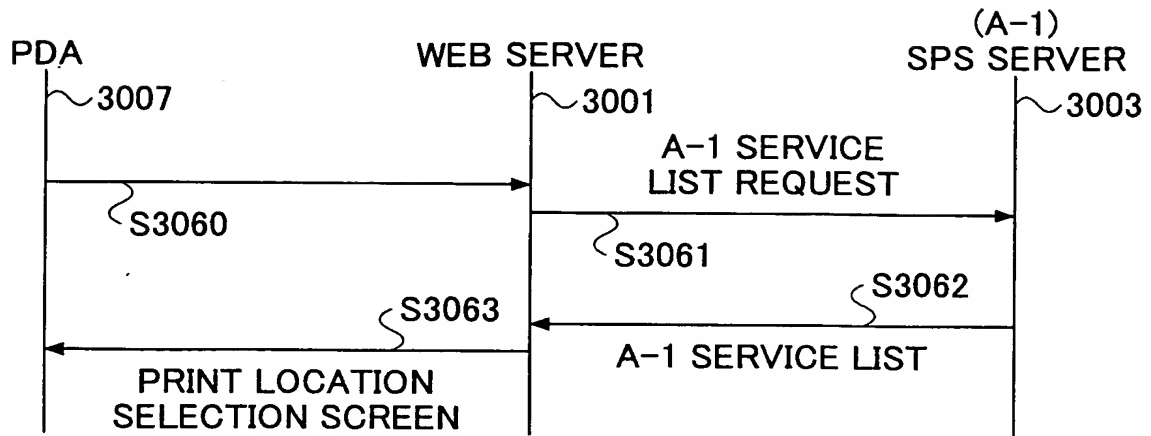 (A-1)
PDA
WEB SERVER
SPS SERVER
3007
3001
3003
A-1 SERVICE
LIST REQUEST
S3060
S3061
S3062
S3063
A-1 SERVICE LIST
PRINT LOCATION
SELECTION SCREEN